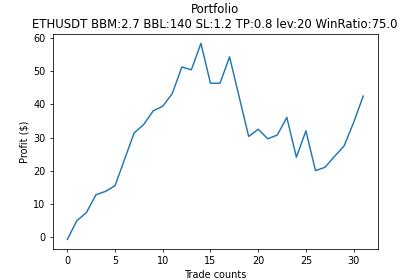 Portfolio
ETHUSDT BBM:2.7 BBL:140 SL:1.2 TP:0.8 lev:20 WinRatio:75.0
60
50
40
30
20
10
0
Profit ($)
0 5 10 15 20 25 30
Trade counts